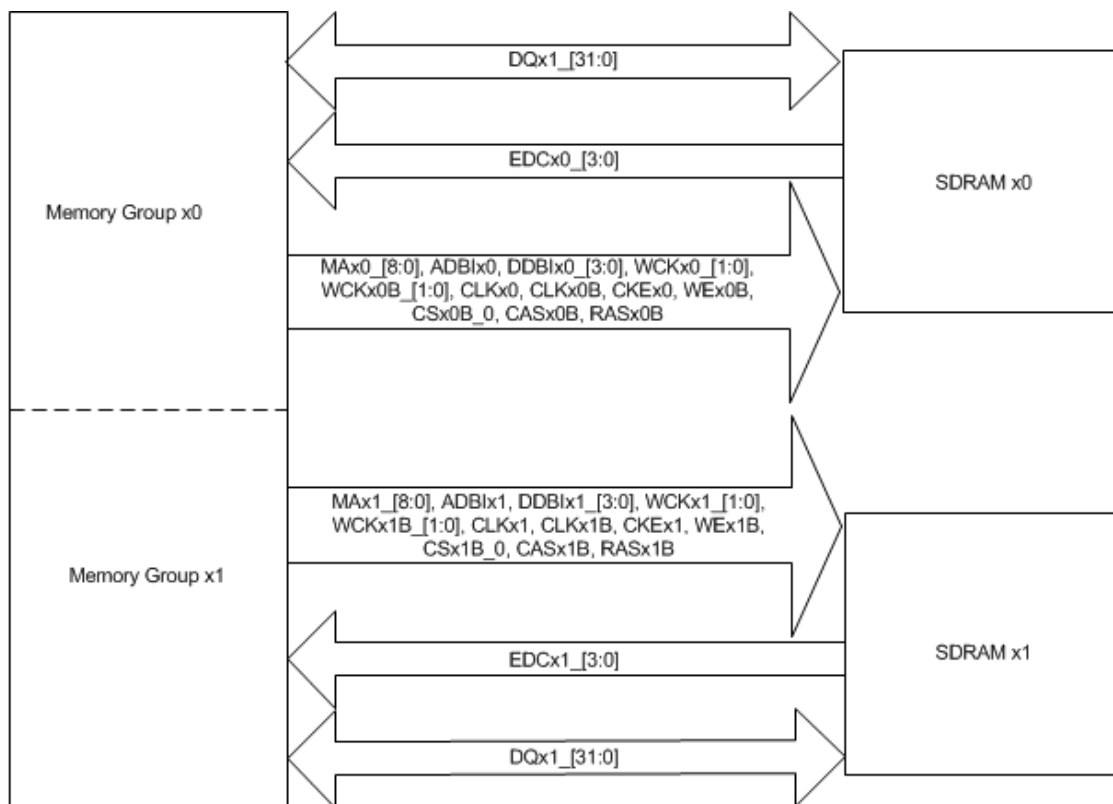 DQx1_[31:0]
EDCx0_[3:0]
Memory Group x0
SDRAM x0
MAx0_[8:0], ADBIx0, DDBIx0_[3:0], WCKx0_[1:0],
WCKx0B_[1:0], CLKx0, CLKx0B, CKEx0, WEx0B,
CSx0B_0, CASx0B, RASx0B
MAx1_[8:0], ADBIx1, DDBIx1_[3:0], WCKx1_[1:0],
WCKx1B_[1:0], CLKx1, CLKx1B, CKEx1, WEx1B,
CSx1B_0, CASx1B, RASx1B
Memory Group x1
EDCx1_[3:0]
SDRAM x1
DQx1_[31:0]